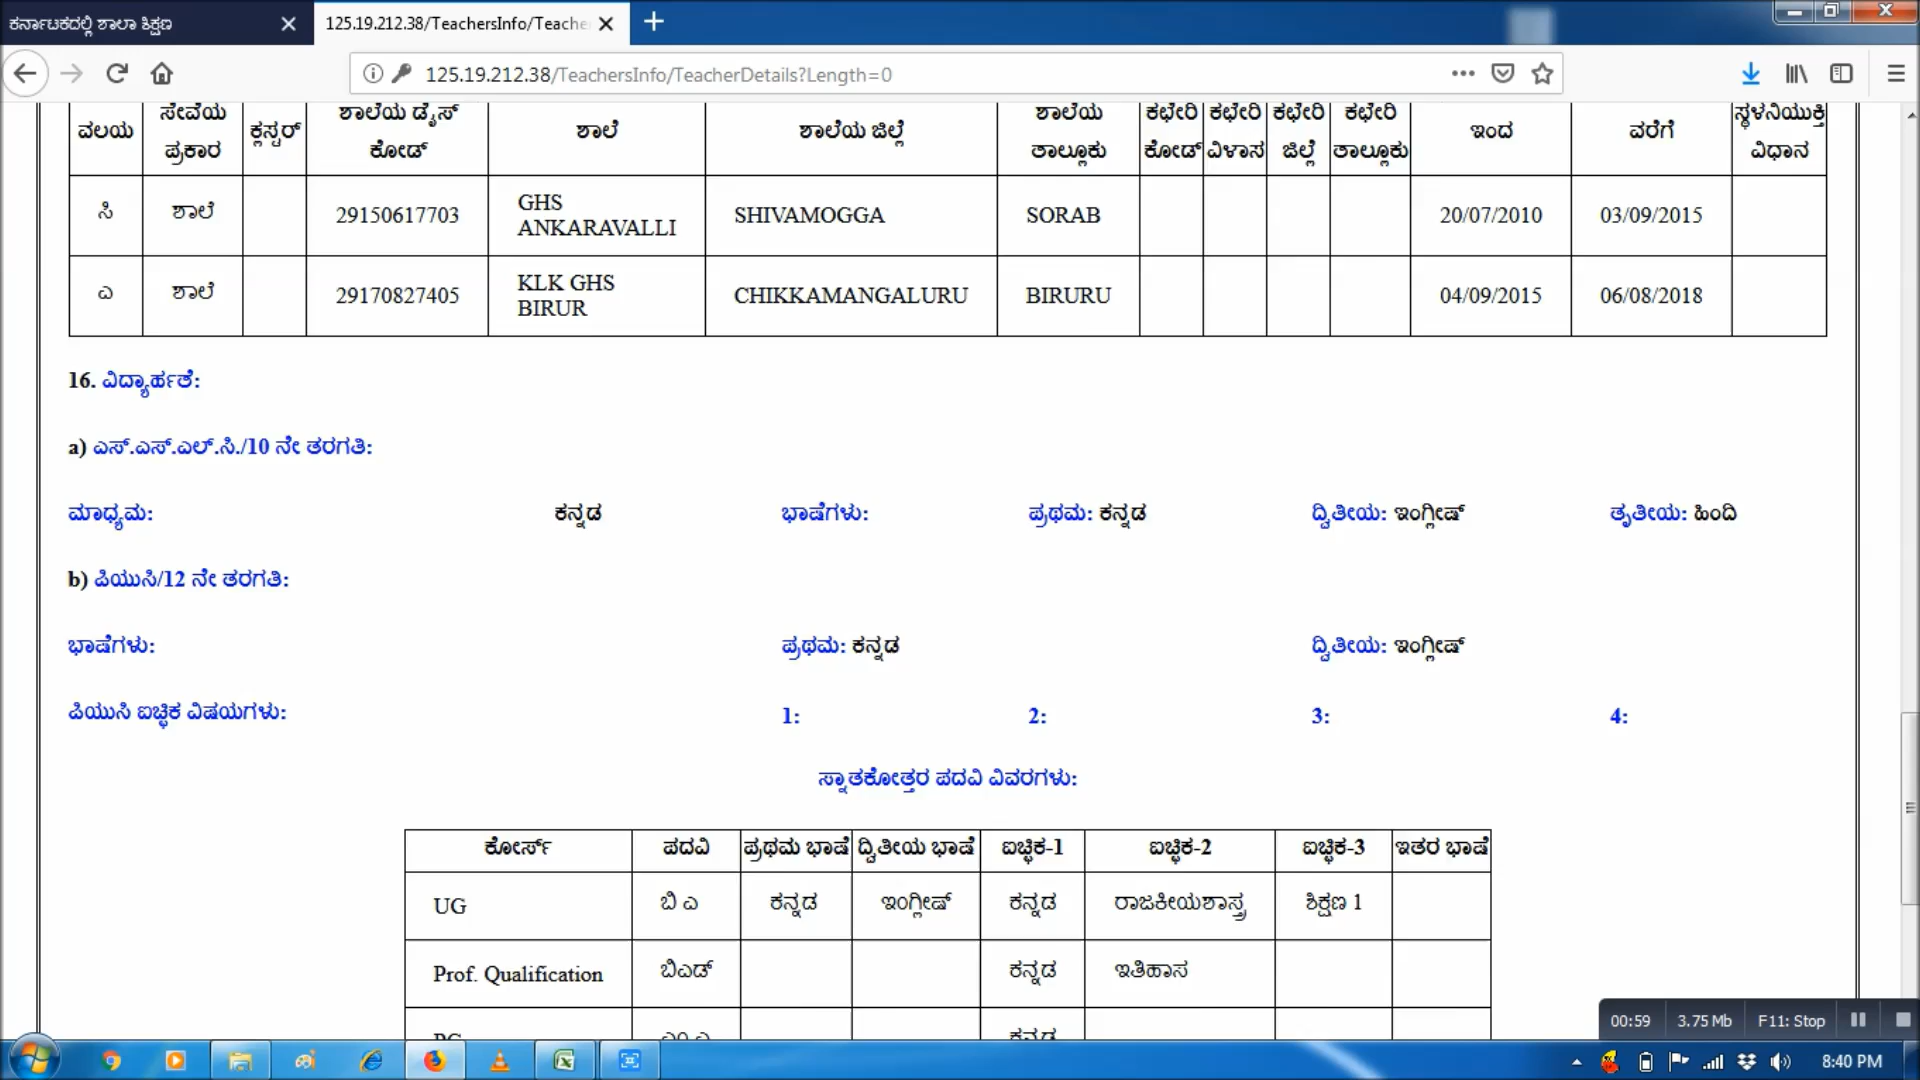 ಕರ್ನಾಟಕದಲ್ಲಿ ಶಾಲಾ ಶಿಕ್ಷಣ
125.19.212.38/TeachersInfo/Teache
125.19.212.38/TeachersInfo/TeacherDetails?Length=0
ವಲಯ ಸೇವೆಯ ಪ್ರಕಾರ ಕ್ಲಸ್ಟರ್ ಶಾಲೆಯ ಡೈಸ್ ಕೋಡ್ ಶಾಲೆ ಶಾಲೆಯ ಜಿಲ್ಲೆ ಶಾಲೆಯ ತಾಲ್ಲೂಕು ಕಛೇರಿ ಕೋಡ್ ಕಛೇರಿ ವಿಳಾಸ ಕಛೇರಿ ಜಿಲ್ಲೆ ಕಛೇರಿ ತಾಲ್ಲೂಕು ಇಂದ ವರೆಗೆ ಸ್ಥಳನಿಯುಕ್ತಿ ವಿಧಾನ
ಸಿ ಶಾಲೆ 29150617703 GHS ANKARAVALLI SHIVAMOGGA SORAB 20/07/2010 03/09/2015
ಎ ಶಾಲೆ 29170827405 KLK GHS BIRUR CHIKKAMANGALURU BIRURU 04/09/2015 06/08/2018
16. ವಿದ್ಯಾರ್ಹತೆ:
a) ಎಸ್.ಎಸ್.ಎಲ್.ಸಿ./10 ನೇ ತರಗತಿ:
ಮಾಧ್ಯಮ: ಕನ್ನಡ ಭಾಷೆಗಳು: ಪ್ರಥಮ: ಕನ್ನಡ ದ್ವಿತೀಯ: ಇಂಗ್ಲೀಷ್ ತೃತೀಯ: ಹಿಂದಿ
b) ಪಿಯುಸಿ/12 ನೇ ತರಗತಿ:
ಭಾಷೆಗಳು: ಪ್ರಥಮ: ಕನ್ನಡ ದ್ವಿತೀಯ: ಇಂಗ್ಲೀಷ್
ಪಿಯುಸಿ ಐಚ್ಛಿಕ ವಿಷಯಗಳು: 1: 2: 3: 4:
ಸ್ನಾತಕೋತ್ತರ ಪದವಿ ವಿವರಗಳು:
ಕೋರ್ಸ್ ಪದವಿ ಪ್ರಥಮ ಭಾಷೆ ದ್ವಿತೀಯ ಭಾಷೆ ಐಚ್ಛಿಕ-1 ಐಚ್ಛಿಕ-2 ಐಚ್ಛಿಕ-3 ಇತರ ಭಾಷೆ
UG ಬಿ ಎ ಕನ್ನಡ ಇಂಗ್ಲೀಷ್ ಕನ್ನಡ ರಾಜಕೀಯಶಾಸ್ತ್ರ ಶಿಕ್ಷಣ 1
Prof. Qualification ಬಿಎಡ್ ಕನ್ನಡ ಇತಿಹಾಸ
PG ಎಂ ಎ ಕನ್ನಡ
00:59 3.75 Mb F11: Stop
8:40 PM